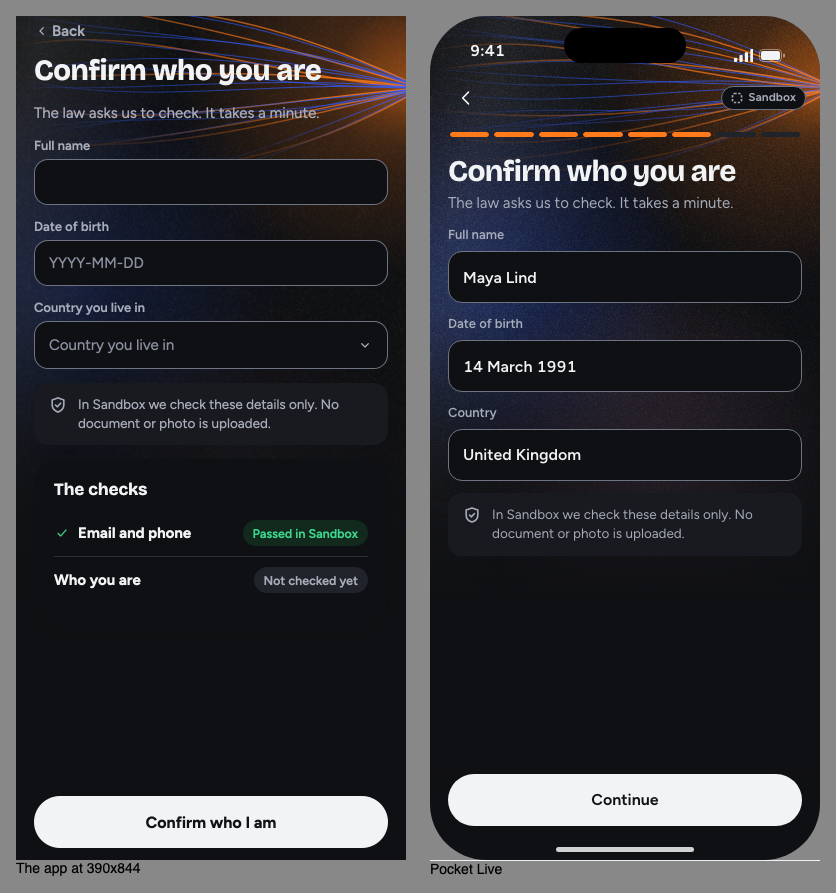 Back
Confirm who you are
The law asks us to check. It takes a minute.
Full name
Date of birth
YYYY-MM-DD
Country you live in
Country you live in
In Sandbox we check these details only. No
document or photo is uploaded.
The checks
Email and phone
Passed in Sandbox
Who you are
Not checked yet
Confirm who I am
The app at 390x844
9:41
Sandbox
Confirm who you are
The law asks us to check. It takes a minute.
Full name
Maya Lind
Date of birth
14 March 1991
Country
United Kingdom
In Sandbox we check these details only. No
document or photo is uploaded.
Continue
Pocket Live